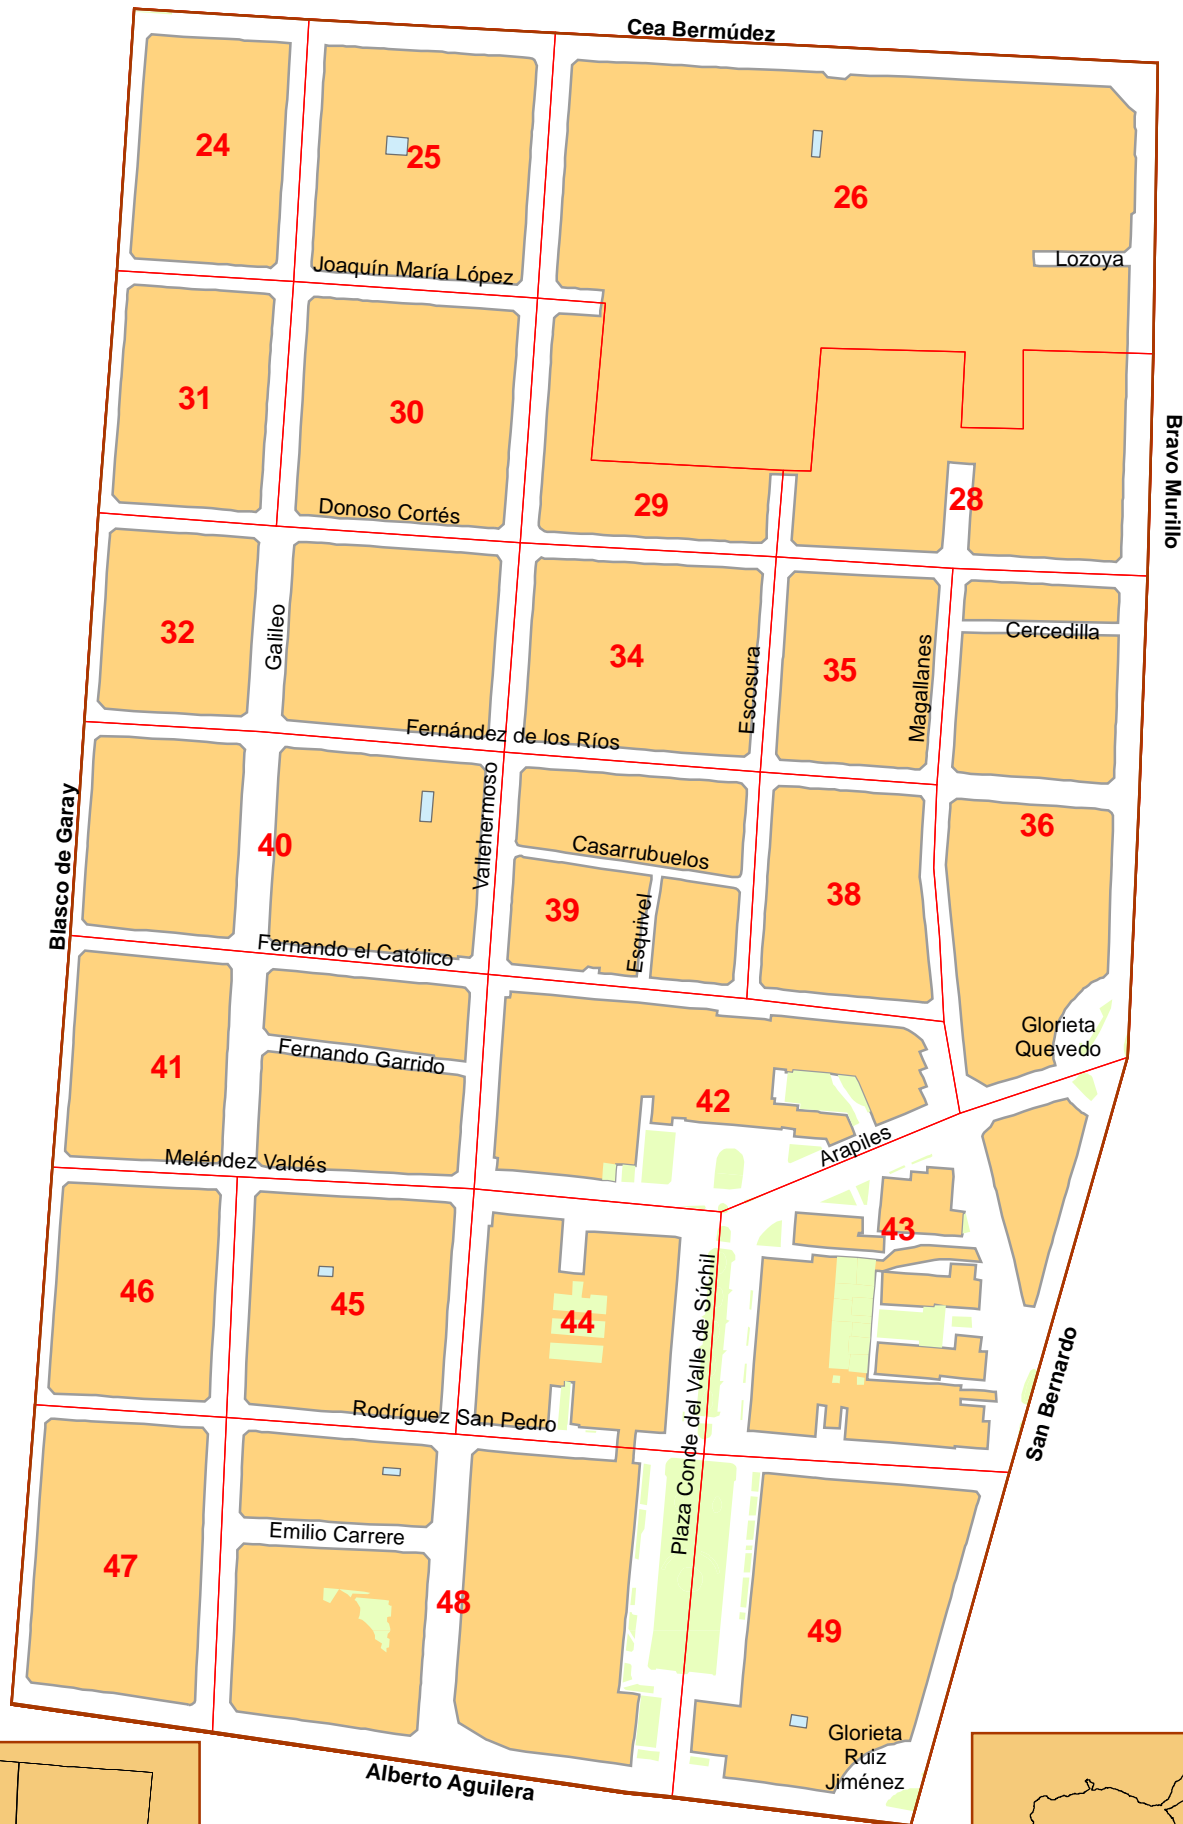 Cea Bermúdez
24
25
26
Lozoya
Joaquín María López
31
30
Bravo Murillo
29
28
Donoso Cortés
32
Galileo
34
Escosura
35
Magallanes
Cercedilla
Fernández de los Ríos
Blasco de Garay
40
Vallehermoso
Casarrubuelos
39
Esquivel
38
36
Fernando el Católico
Glorieta
Quevedo
41
Fernando Garrido
42
Arapiles
Meléndez Valdés
43
46
45
44
Plaza Conde del Valle de Súchil
San Bernardo
Rodríguez San Pedro
Emilio Carrere
47
48
49
Glorieta
Ruiz
Jiménez
Alberto Aguilera